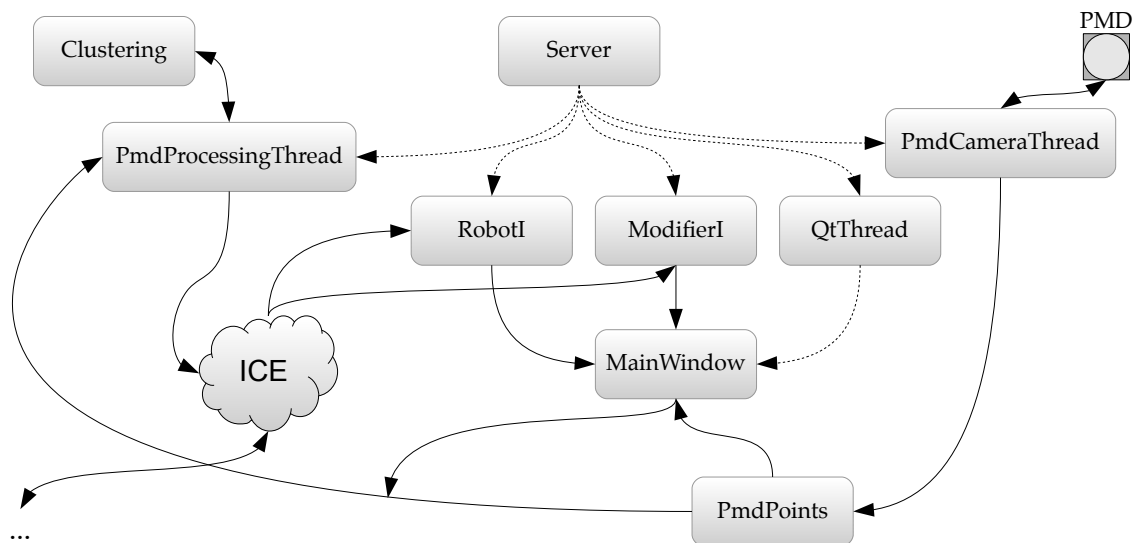 PMD
Clustering
Server
PmdProcessingThread
PmdCameraThread
RobotI
ModifierI
QtThread
ICE
MainWindow
PmdPoints
...